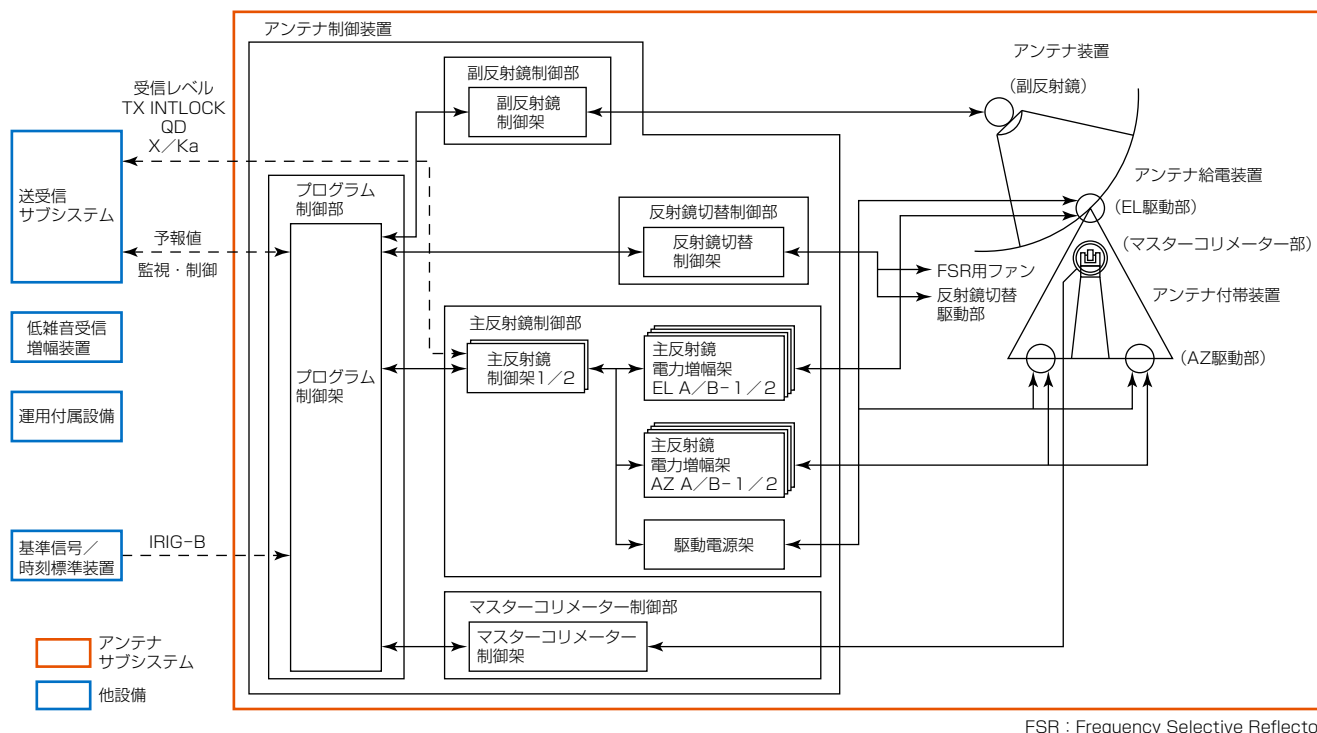 アンテナ制御装置
アンテナ装置
(副反射鏡)
副反射鏡制御部
副反射鏡
制御架
受信レベル
TX INTLOCK
QD
X/Ka
送受信
サブシステム
予報値
監視・制御
プログラム
制御部
プログラム
制御架
反射鏡切替制御部
反射鏡切替
制御架
アンテナ給電装置
(EL駆動部)
(マスターコリメーター部)
FSR用ファン
反射鏡切替
駆動部
アンテナ付帯装置
(AZ駆動部)
低雑音受信
増幅装置
運用付属設備
主反射鏡制御部
主反射鏡
制御架1/2
主反射鏡
電力増幅架
EL A/B-1/2
主反射鏡
電力増幅架
AZ A/B-1/2
駆動電源架
基準信号/
時刻標準装置
IRIG-B
マスターコリメーター制御部
マスターコリメーター
制御架
アンテナ
サブシステム
他設備
FSR:Frequency Selective Reflecto